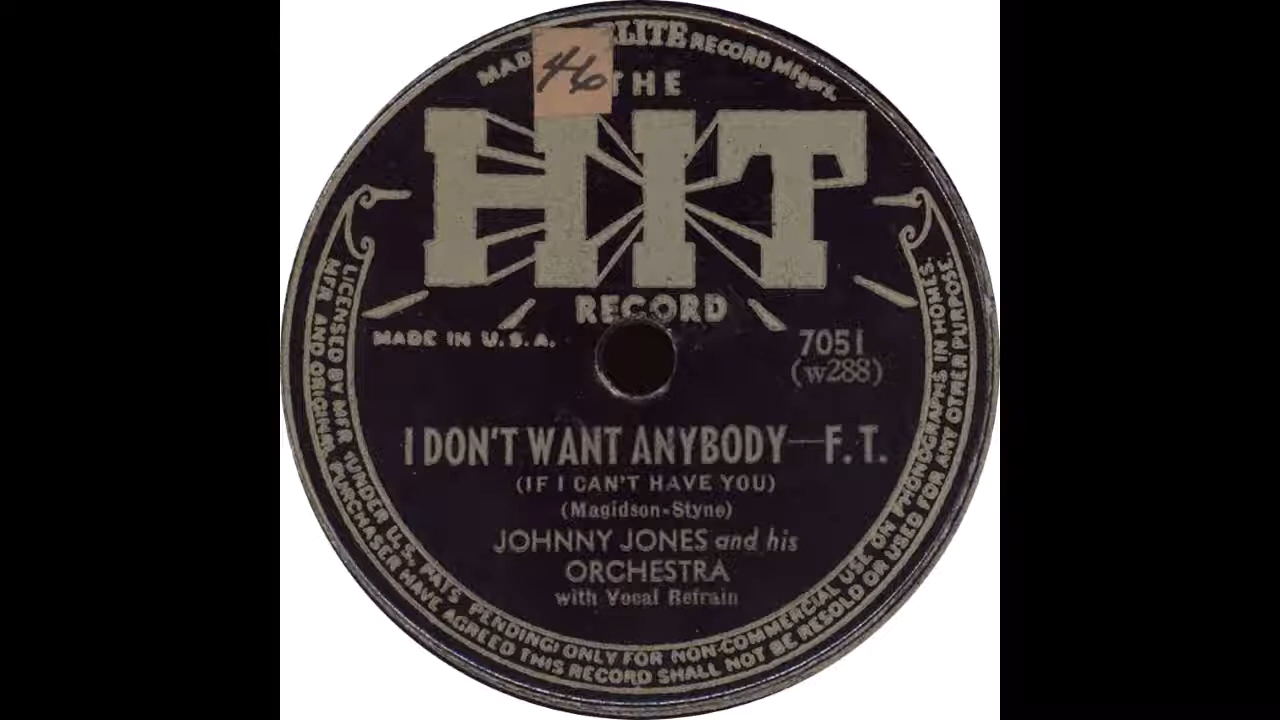 MADE
ELITE RECORD Mfgers.
46
THE
HIT
RECORD
MADE IN U.S.A.
7051
(W288)
I DON'T WANT ANYBODY—F.T.
(IF I CAN'T HAVE YOU)
(Magidson-Styne)
JOHNNY JONES and his
ORCHESTRA
with Vocal Refrain
LICENSED BY MFR. UNDER U.S. PATS. PENDING: ONLY FOR NON-COMMERCIAL USE ON PHONOGRAPHS IN HOMES.
MFR. AND ORIGINAL PURCHASER HAVE AGREED THIS RECORD SHALL NOT BE RESOLD OR USED FOR ANY OTHER PURPOSE.